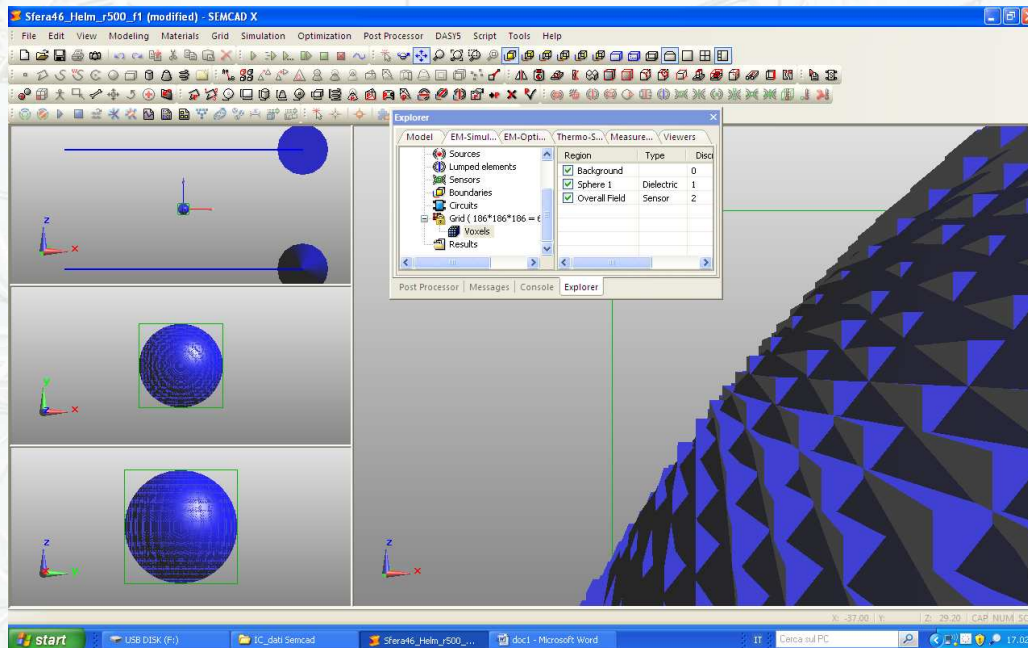 Sfera46_Helm_r500_f1 (modified) - SEMCAD X
File Edit View Modeling Materials Grid Simulation Optimization Post Processor DASY5 Script Tools Help
Explorer
Model EM-Simul... EM-Opti... Thermo-S... Measure... Viewers
Sources
Lumped elements
Sensors
Boundaries
Circuits
Grid ( 186*186*186 = 6
Voxels
Results
Region Type Discr
Background 0
Sphere 1 Dielectric 1
Overall Field Sensor 2
Post Processor Messages Console Explorer
z
x
y
x
z
y
z
x
X: -37.00 Y: Z: 29.20 CAP NUM SC
start USB DISK (F:) IC_dati Semcad Sfera46_Helm_r500_... doc1 - Microsoft Word IT Cerca sul PC 17.02